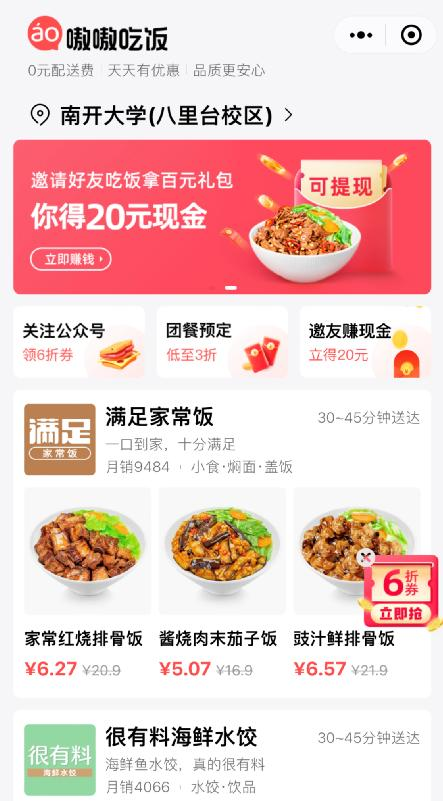 áo 嗷嗷吃饭
0元配送费 天天有优惠 品质更安心
南开大学(八里台校区)
邀请好友吃饭拿百元礼包
可提现
你得20元现金
立即赚钱
关注公众号
领6折券
团餐预定
低至3折
邀友赚现金
立得20元
满足
家常饭
满足家常饭
30~45分钟送达
一口到家，十分满足
月销9484 小食·焖面·盖饭
6折券
立即抢
家常红烧排骨饭
酱烧肉末茄子饭
豉汁鲜排骨饭
¥6.27 ¥20.9
¥5.07 ¥16.9
¥6.57 ¥21.9
很有料
海鲜水饺
很有料海鲜水饺
30~45分钟送达
海鲜鱼水饺，真的很有料
月销4066 水饺·饮品